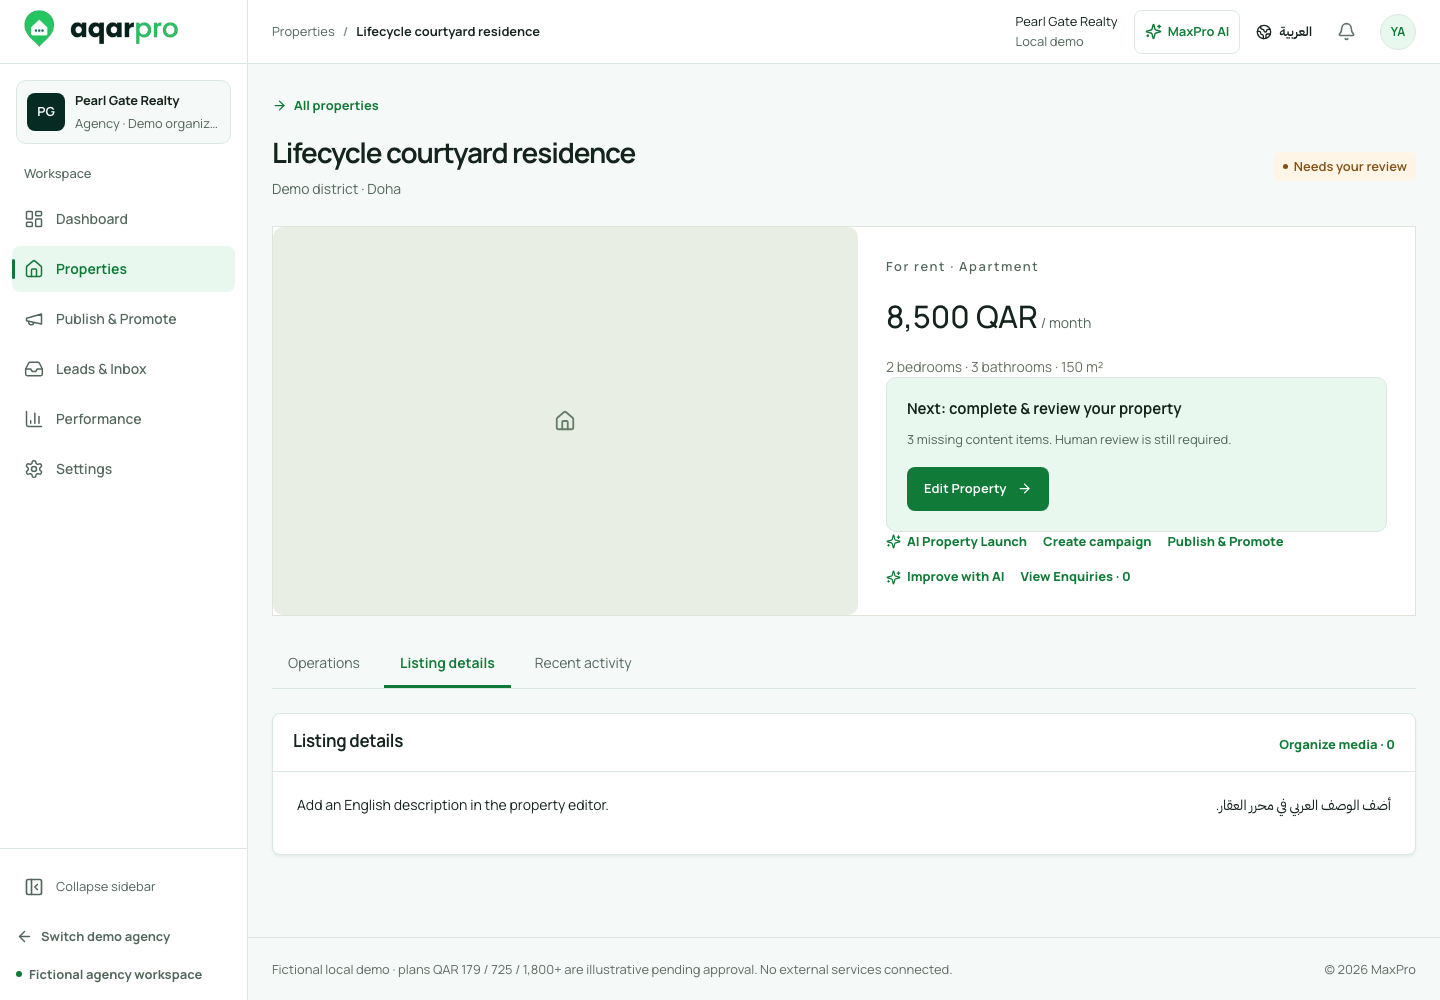 aqarpro
Properties / Lifecycle courtyard residence
Pearl Gate Realty
Local demo
MaxPro AI
العربية
YA
PG
Pearl Gate Realty
Agency · Demo organiz...
Workspace
Dashboard
Properties
Publish & Promote
Leads & Inbox
Performance
Settings
Collapse sidebar
Switch demo agency
Fictional agency workspace
All properties
Lifecycle courtyard residence
Demo district · Doha
Needs your review
For rent · Apartment
8,500 QAR / month
2 bedrooms · 3 bathrooms · 150 m²
Next: complete & review your property
3 missing content items. Human review is still required.
Edit Property
AI Property Launch Create campaign Publish & Promote
Improve with AI View Enquiries · 0
Operations Listing details Recent activity
Listing details
Organize media · 0
Add an English description in the property editor.
أضف الوصف العربي في محرر العقار.
Fictional local demo · plans QAR 179 / 725 / 1,800+ are illustrative pending approval. No external services connected.
© 2026 MaxPro